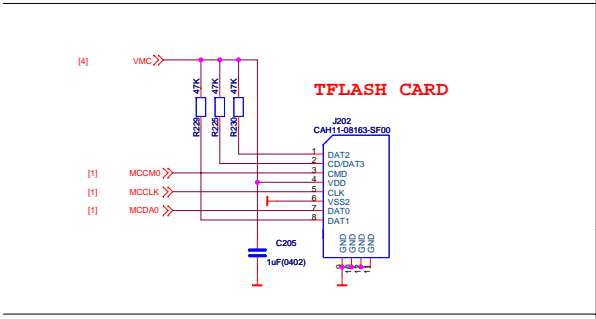 [4] VMC
47K 47K 47K
R229 R225 R230
TFLASH CARD
J202
CAH11-08163-SF00
1 DAT2
2 CD/DAT3
[1] MCCM0 3 CMD
4 VDD
[1] MCCLK 5 CLK
6 VSS2
[1] MCDA0 7 DAT0
8 DAT1
GND GND GND GND
C205
1uF(0402)